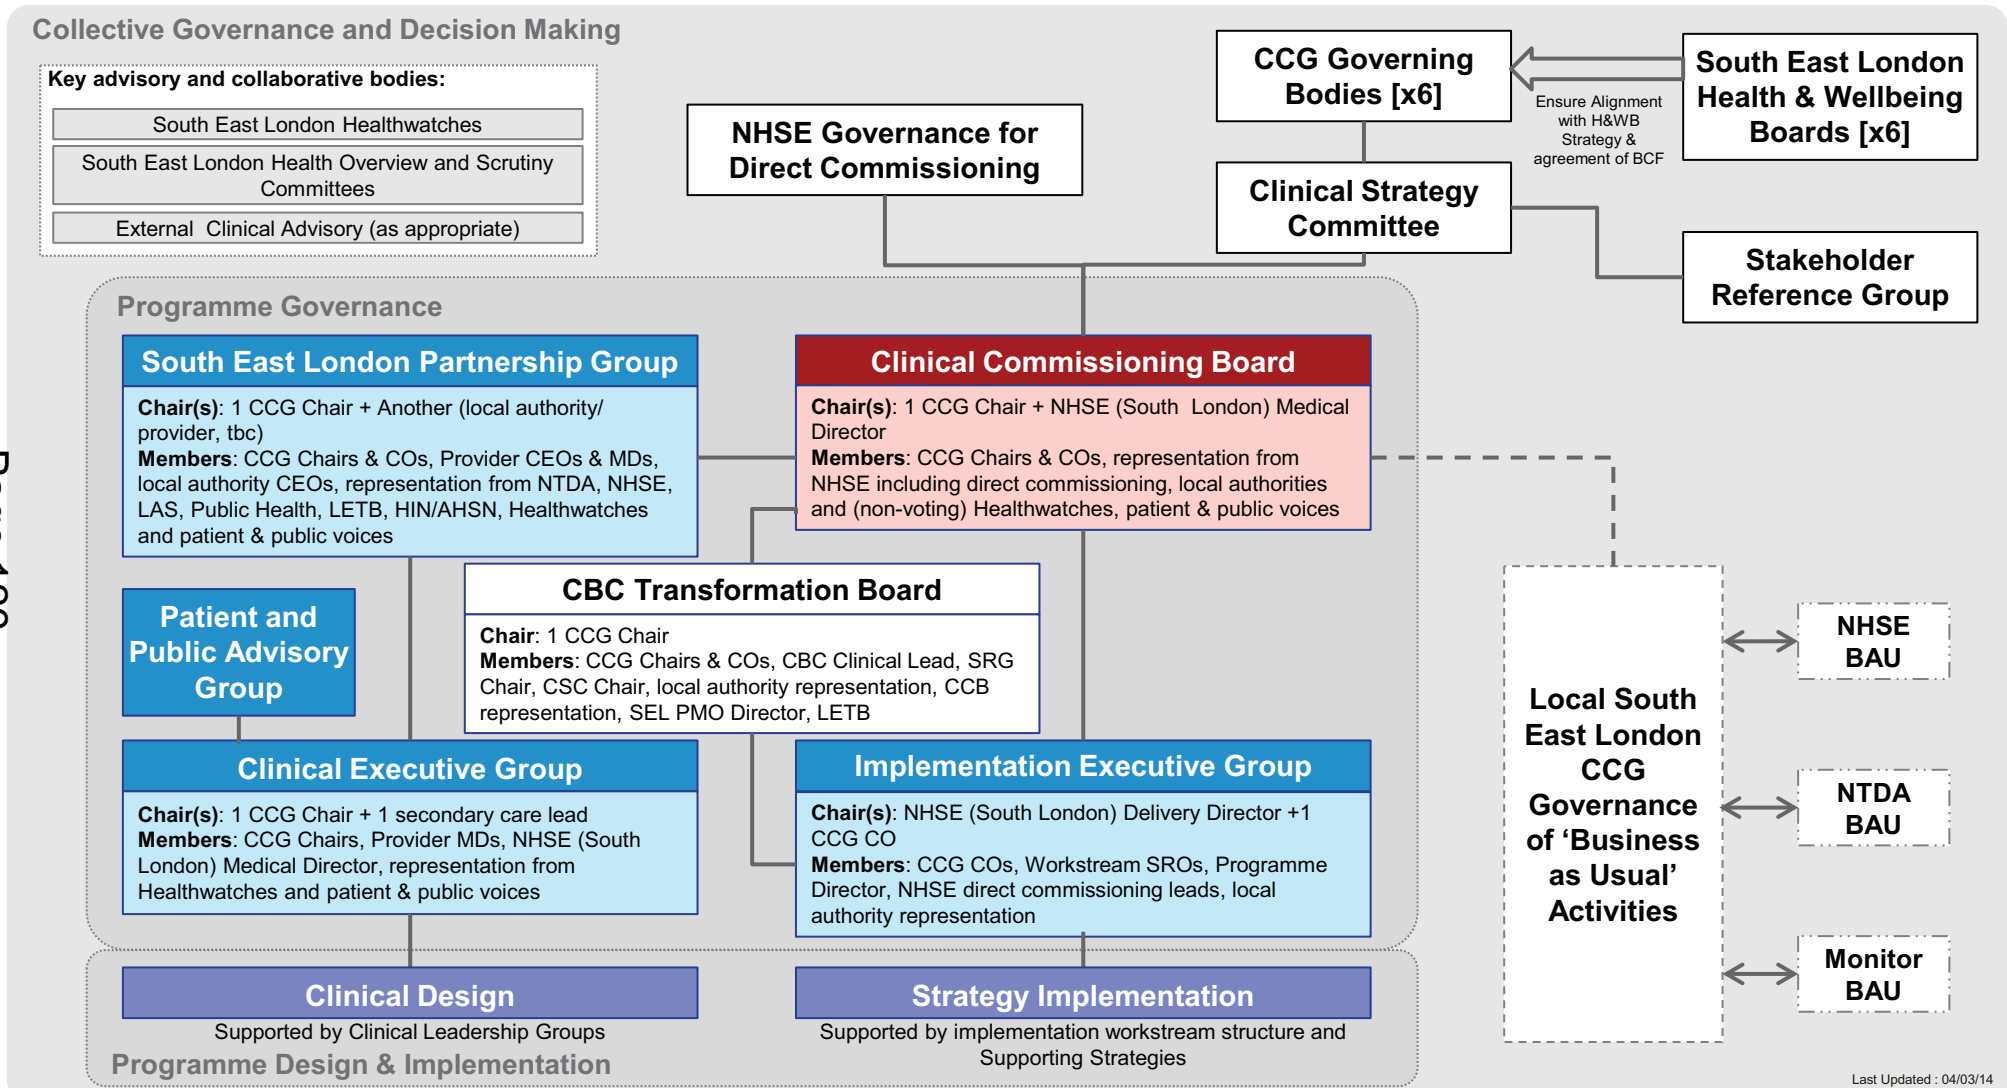 Collective Governance and Decision Making
Key advisory and collaborative bodies:
South East London Healthwatches
South East London Health Overview and Scrutiny
Committees
External Clinical Advisory (as appropriate)
NHSE Governance for
Direct Commissioning
CCG Governing
Bodies [x6]
Ensure Alignment
with H&WB
Strategy &
agreement of BCF
South East London
Health & Wellbeing
Boards [x6]
Clinical Strategy
Committee
Stakeholder
Reference Group
Programme Governance
South East London Partnership Group
Chair(s): 1 CCG Chair + Another (local authority/
provider, tbc)
Members: CCG Chairs & COs, Provider CEOs & MDs,
local authority CEOs, representation from NTDA, NHSE,
LAS, Public Health, LETB, HIN/AHSN, Healthwatches
and patient & public voices
Clinical Commissioning Board
Chair(s): 1 CCG Chair + NHSE (South London) Medical
Director
Members: CCG Chairs & COs, representation from
NHSE including direct commissioning, local authorities
and (non-voting) Healthwatches, patient & public voices
CBC Transformation Board
Chair: 1 CCG Chair
Members: CCG Chairs & COs, CBC Clinical Lead, SRG
Chair, CSC Chair, local authority representation, CCB
representation, SEL PMO Director, LETB
Patient and
Public Advisory
Group
Clinical Executive Group
Chair(s): 1 CCG Chair + 1 secondary care lead
Members: CCG Chairs, Provider MDs, NHSE (South
London) Medical Director, representation from
Healthwatches and patient & public voices
Implementation Executive Group
Chair(s): NHSE (South London) Delivery Director +1
CCG CO
Members: CCG COs, Workstream SROs, Programme
Director, NHSE direct commissioning leads, local
authority representation
Local South
East London
CCG
Governance
of ‘Business
as Usual’
Activities
NHSE
BAU
NTDA
BAU
Monitor
BAU
Clinical Design
Supported by Clinical Leadership Groups
Strategy Implementation
Supported by implementation workstream structure and
Supporting Strategies
Programme Design & Implementation
Last Updated : 04/03/14